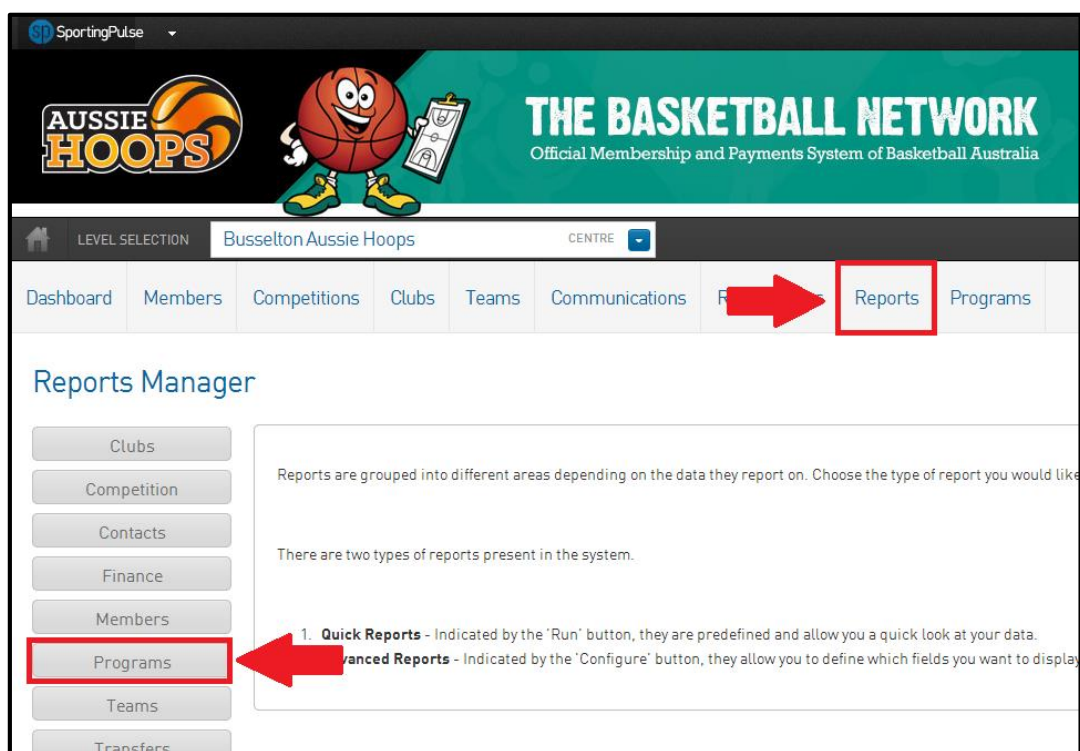 sp SportingPulse
AUSSIE
HOOPS
THE BASKETBALL NETWORK
Official Membership and Payments System of Basketball Australia
LEVEL SELECTION Busselton Aussie Hoops CENTRE
Dashboard Members Competitions Clubs Teams Communications Reports Programs
Reports Manager
Clubs
Competition
Contacts
Finance
Members
Programs
Teams
Transfers
Reports are grouped into different areas depending on the data they report on. Choose the type of report you would like
There are two types of reports present in the system.
1. Quick Reports - Indicated by the 'Run' button, they are predefined and allow you a quick look at your data.
Reports - Indicated by the 'Configure' button, they allow you to define which fields you want to display